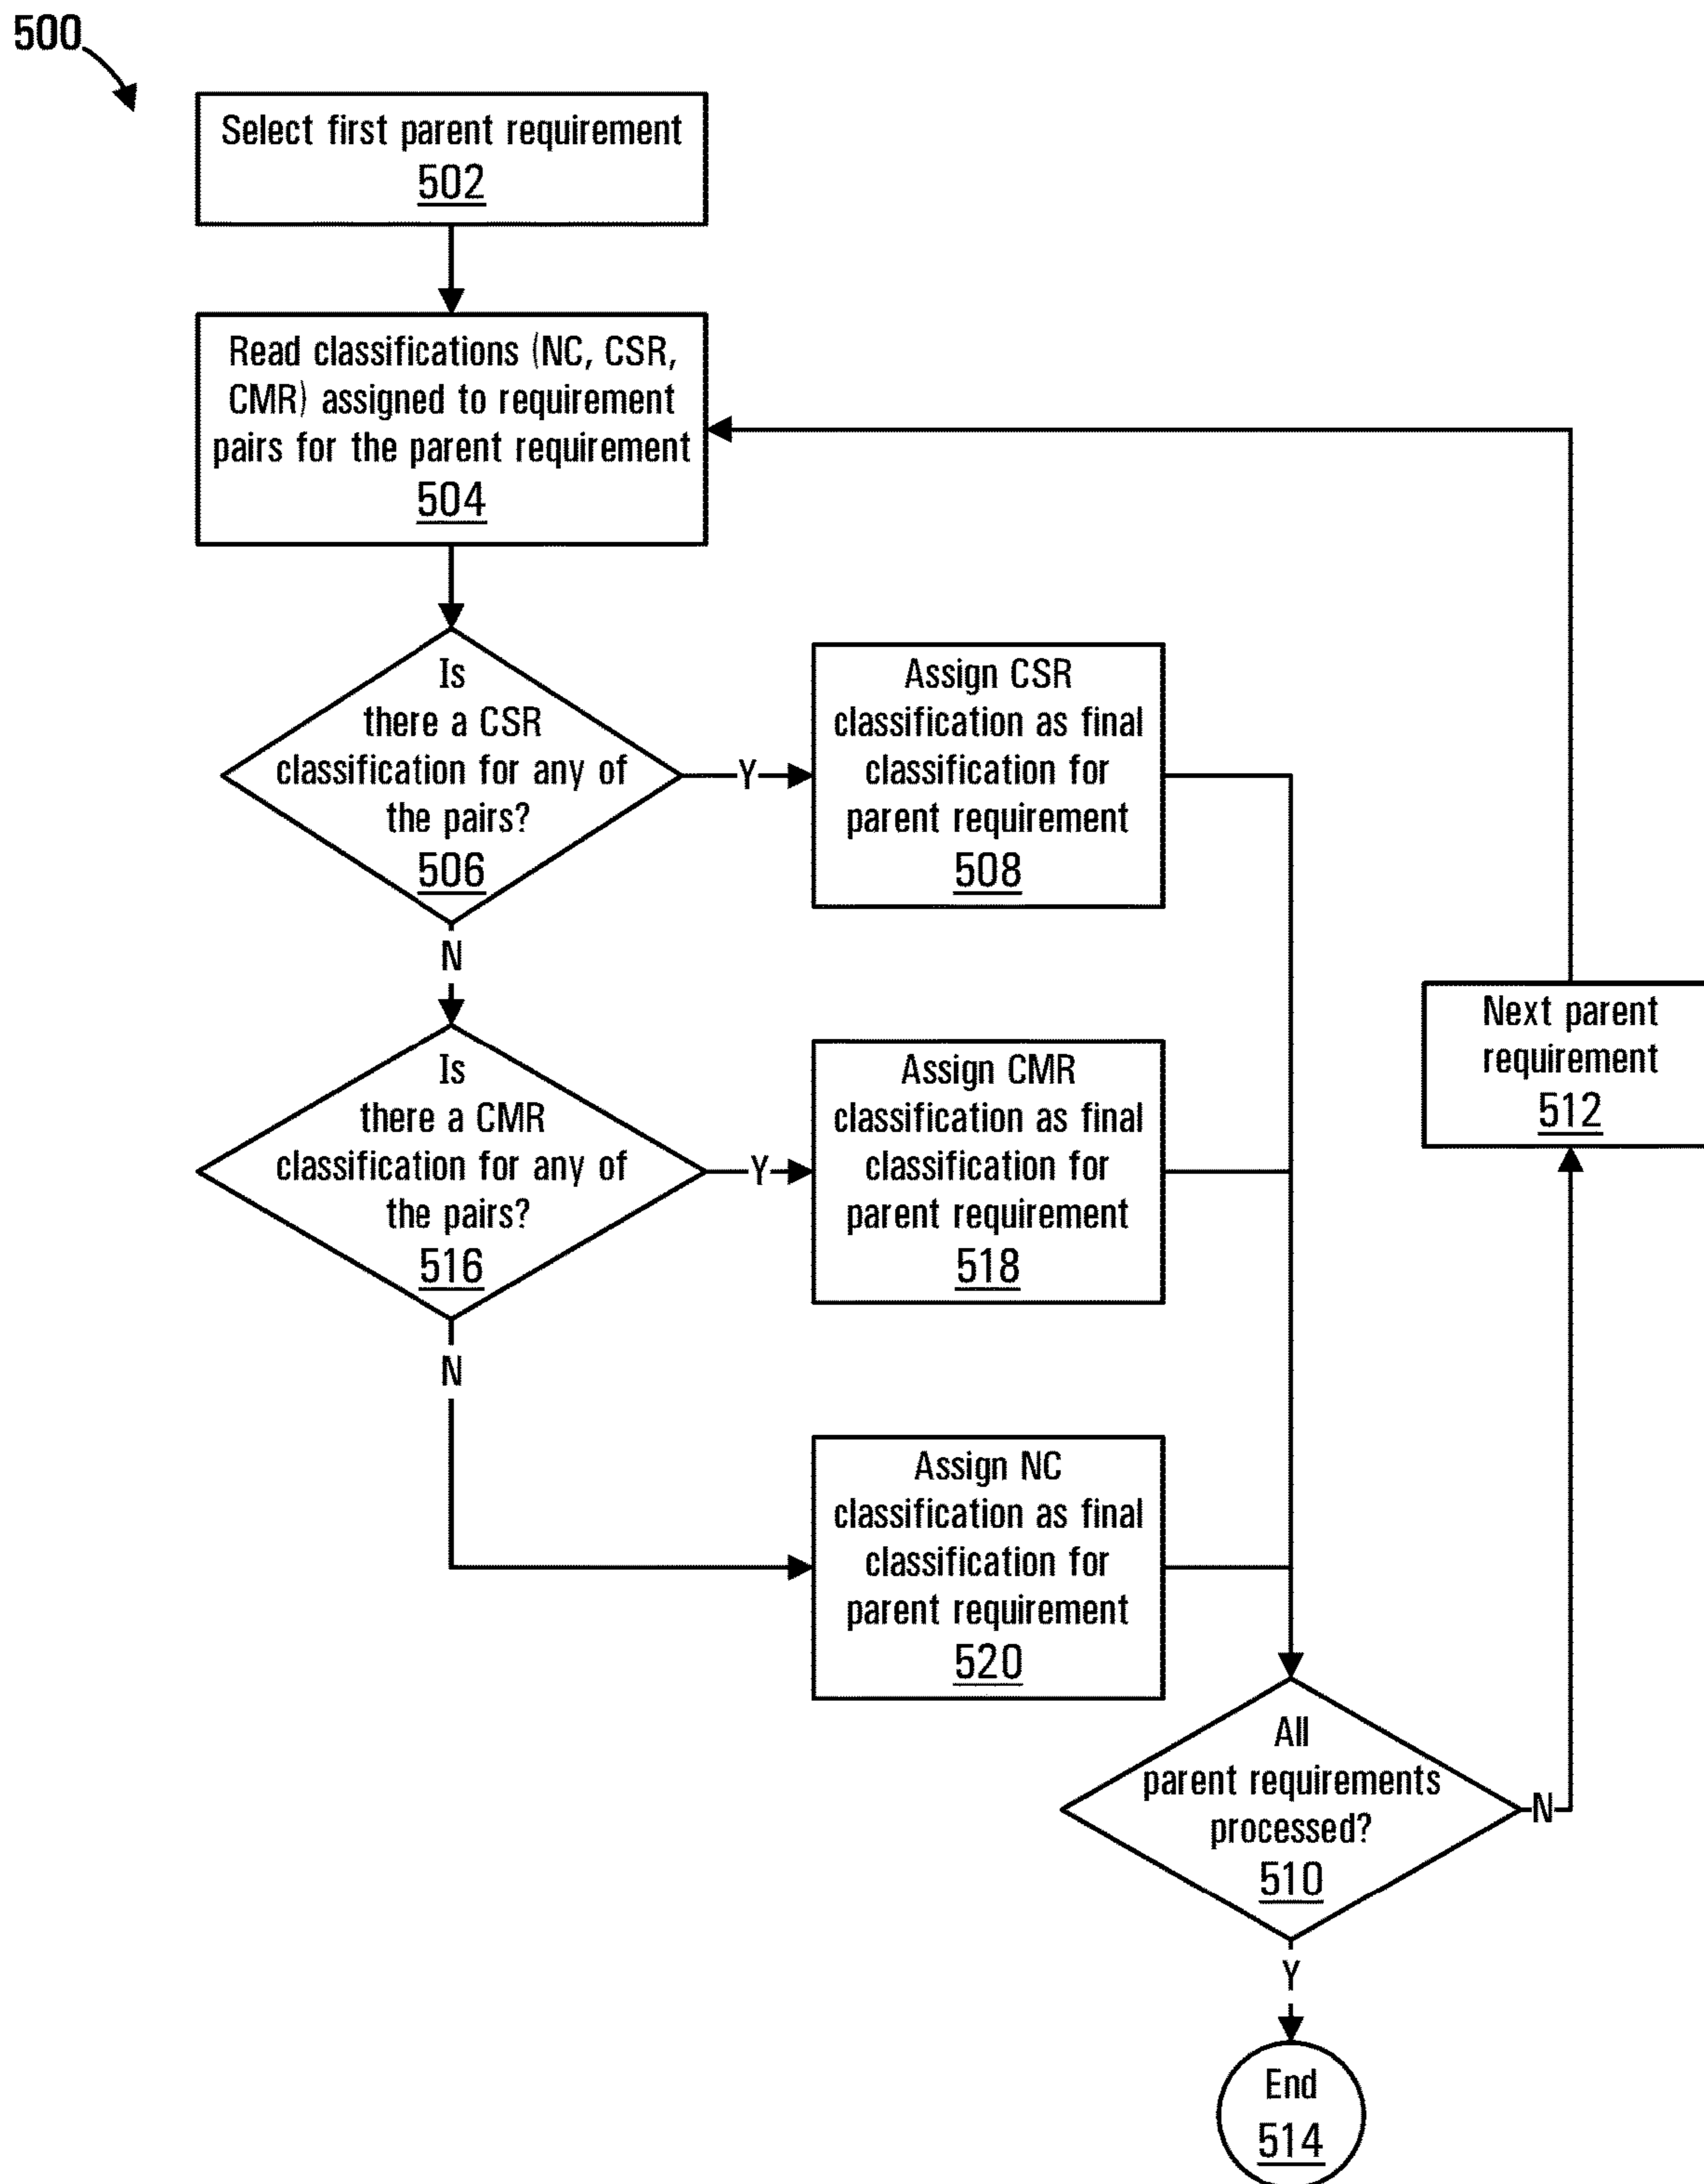 500
Select first parent requirement
502
Read classifications (NC, CSR,
CMR) assigned to requirement
pairs for the parent requirement
504
Is
there a CSR
classification for any of
the pairs?
506
Y
Assign CSR
classification as final
classification for
parent requirement
508
N
Is
there a CMR
classification for any of
the pairs?
516
Y
Assign CMR
classification as final
classification for
parent requirement
518
Next parent
requirement
512
N
Assign NC
classification as final
classification for
parent requirement
520
All
parent requirements
processed?
510
N
Y
End
514